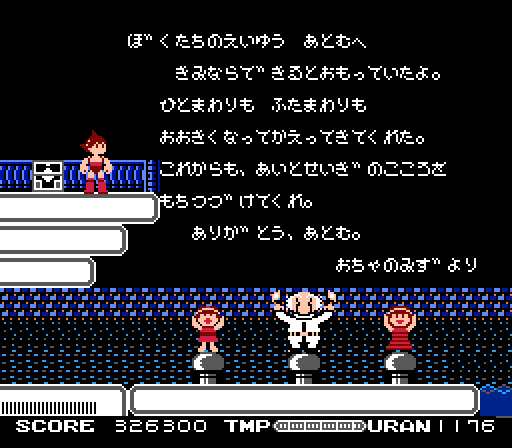 ぼくたちのえいゆう　あとむへ
きみならできるとおもっていたよ。
ひとまわりも　ふたまわりも
おおきくなってかえってきてくれた。
これからも、あいとせいぎのこころを
もちつづけてくれ。
ありがとう、あとむ。
おちゃのみずより
SCORE 326300 TMP URAN 1176